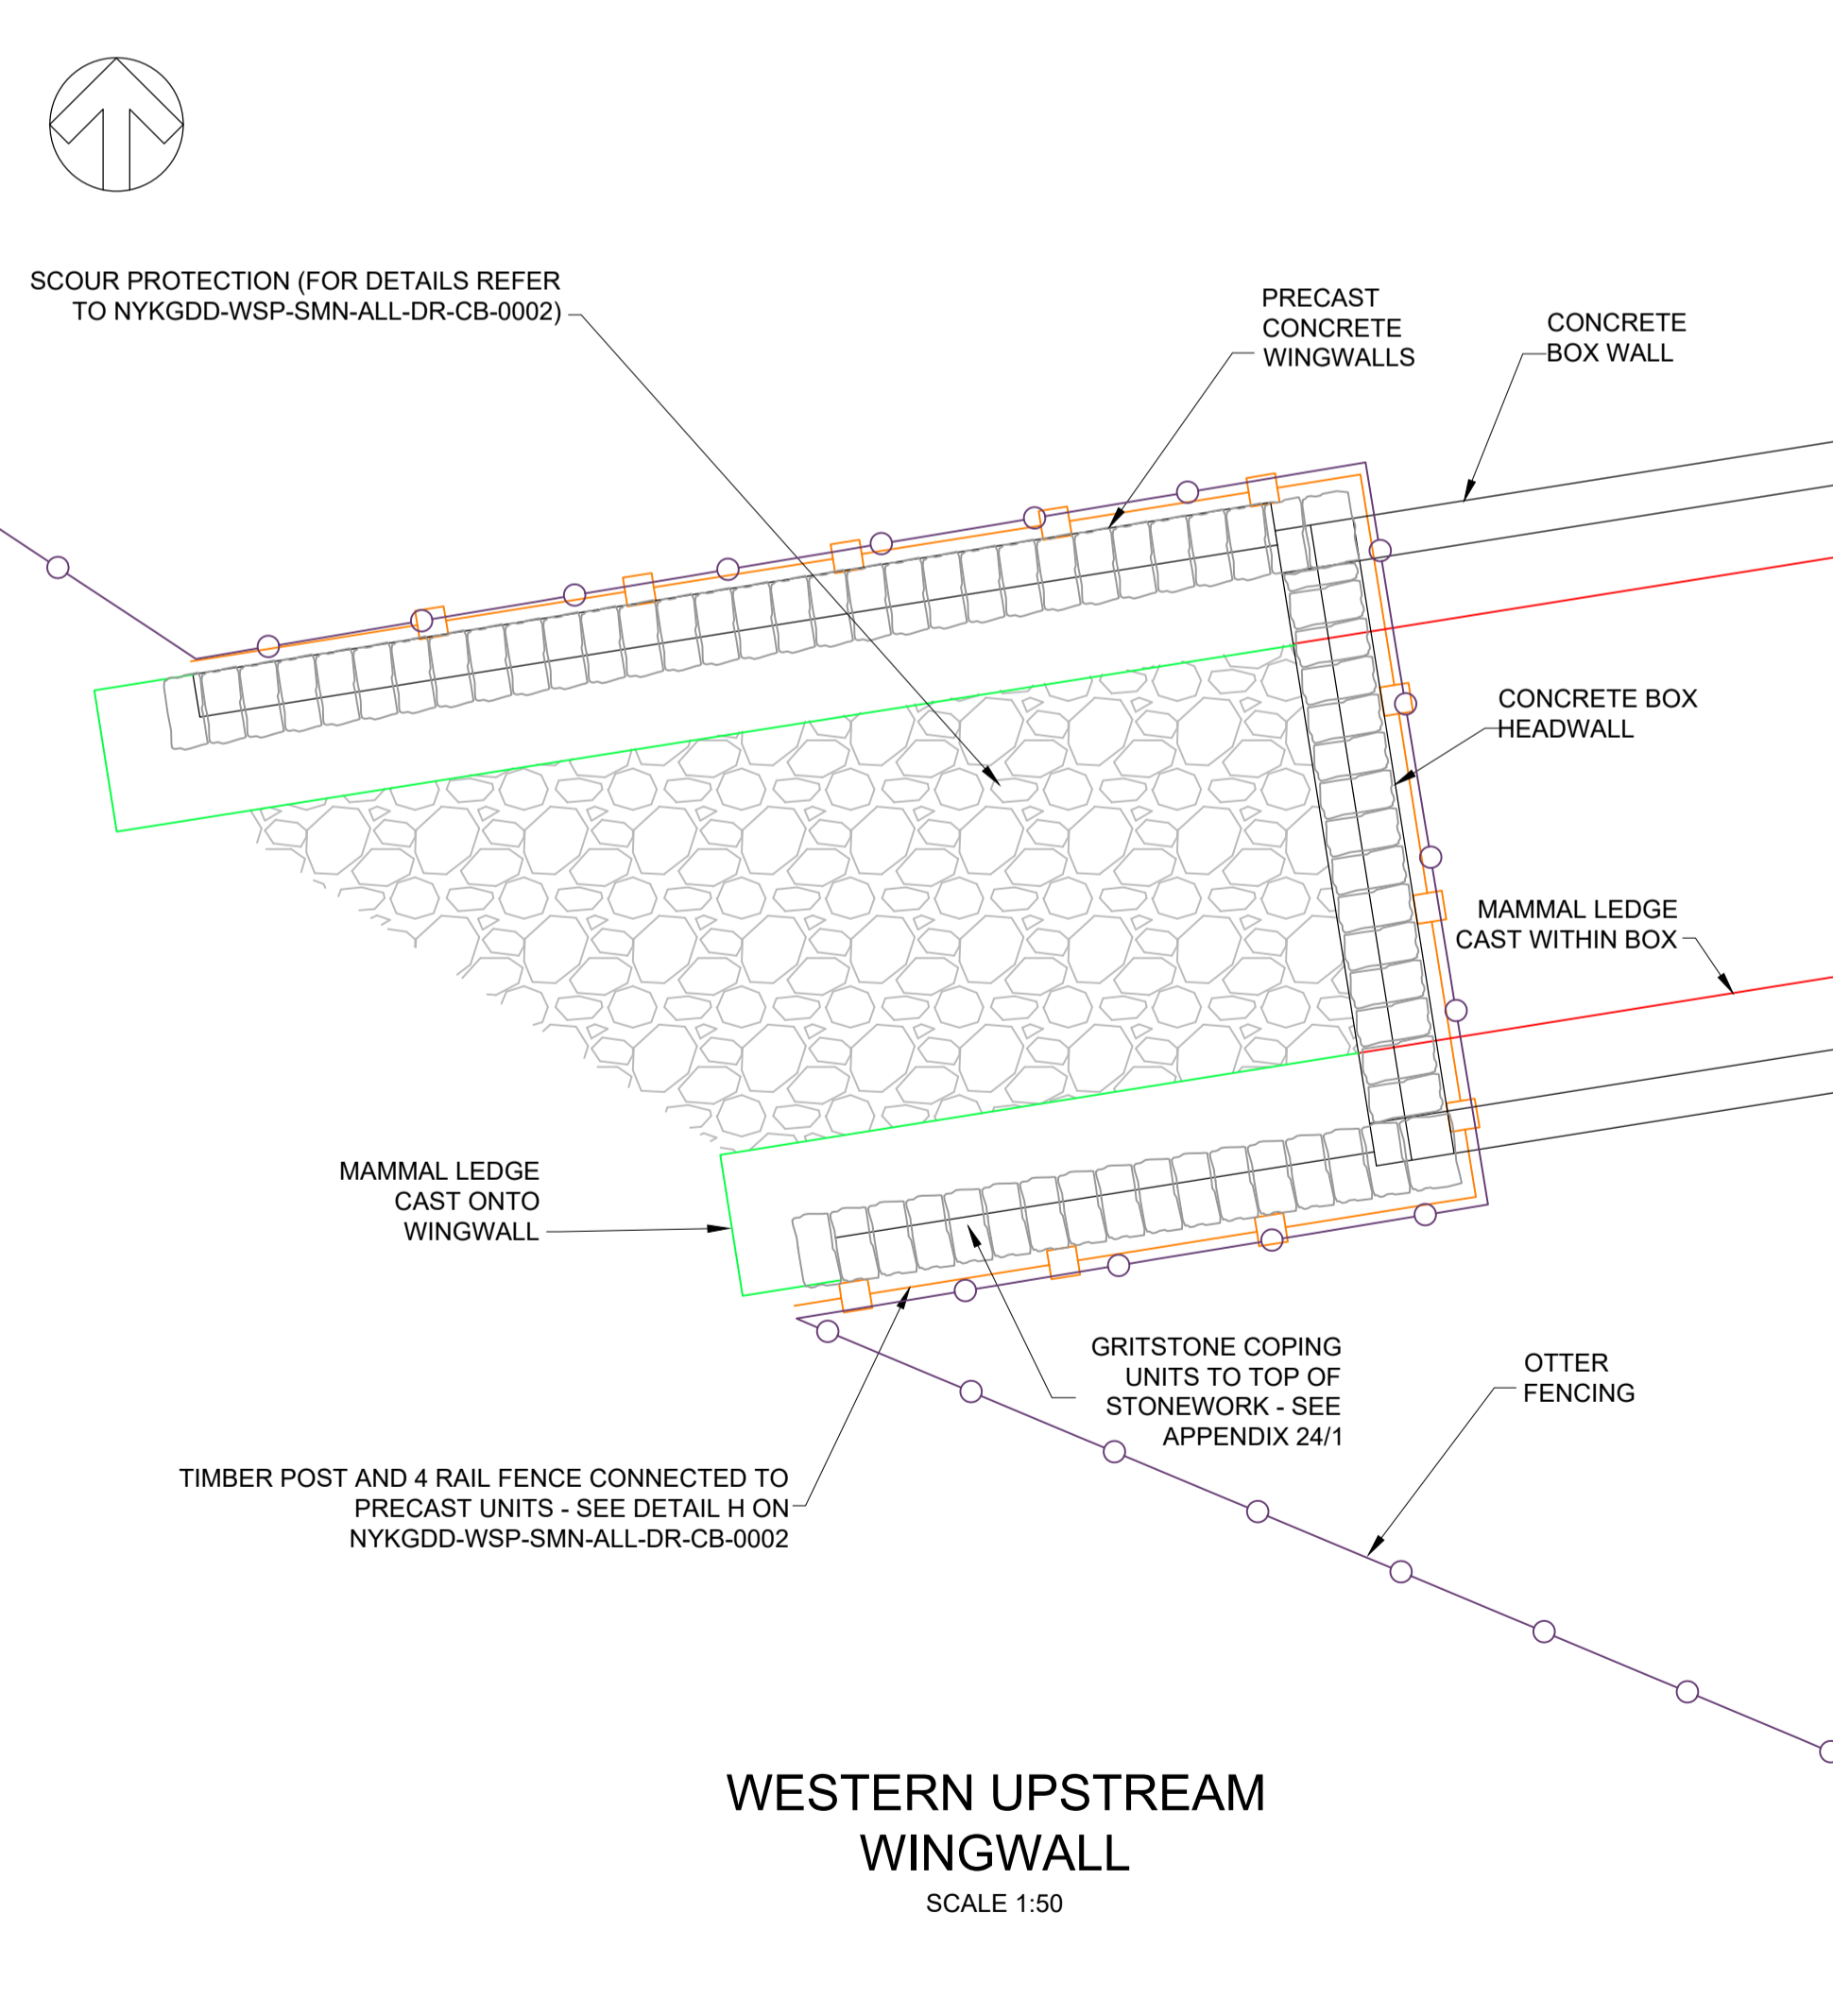 SCOUR PROTECTION (FOR DETAILS REFER
TO NYKGDD-WSP-SMN-ALL-DR-CB-0002)
PRECAST
CONCRETE
WINGWALLS
CONCRETE
BOX WALL
CONCRETE BOX
HEADWALL
MAMMAL LEDGE
CAST WITHIN BOX
MAMMAL LEDGE
CAST ONTO
WINGWALL
GRITSTONE COPING
UNITS TO TOP OF
STONEWORK - SEE
APPENDIX 24/1
OTTER
FENCING
TIMBER POST AND 4 RAIL FENCE CONNECTED TO
PRECAST UNITS - SEE DETAIL H ON
NYKGDD-WSP-SMN-ALL-DR-CB-0002
WESTERN UPSTREAM
WINGWALL
SCALE 1:50